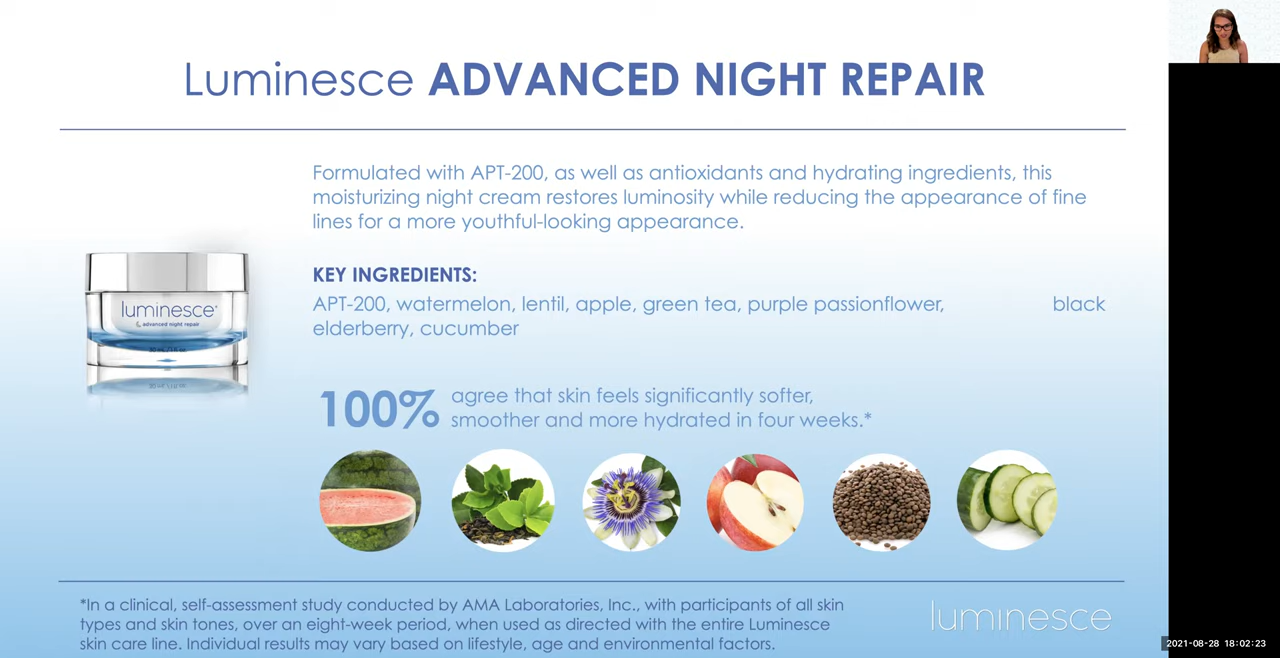 Luminesce ADVANCED NIGHT REPAIR
Formulated with APT-200, as well as antioxidants and hydrating ingredients, this
moisturizing night cream restores luminosity while reducing the appearance of fine
lines for a more youthful-looking appearance.
KEY INGREDIENTS:
APT-200, watermelon, lentil, apple, green tea, purple passionflower, black
elderberry, cucumber
luminesce
advanced night repair
100% agree that skin feels significantly softer,
smoother and more hydrated in four weeks.*
*In a clinical, self-assessment study conducted by AMA Laboratories, Inc., with participants of all skin
types and skin tones, over an eight-week period, when used as directed with the entire Luminesce
skin care line. Individual results may vary based on lifestyle, age and environmental factors.
luminesce
2021-08-28 18:02:23